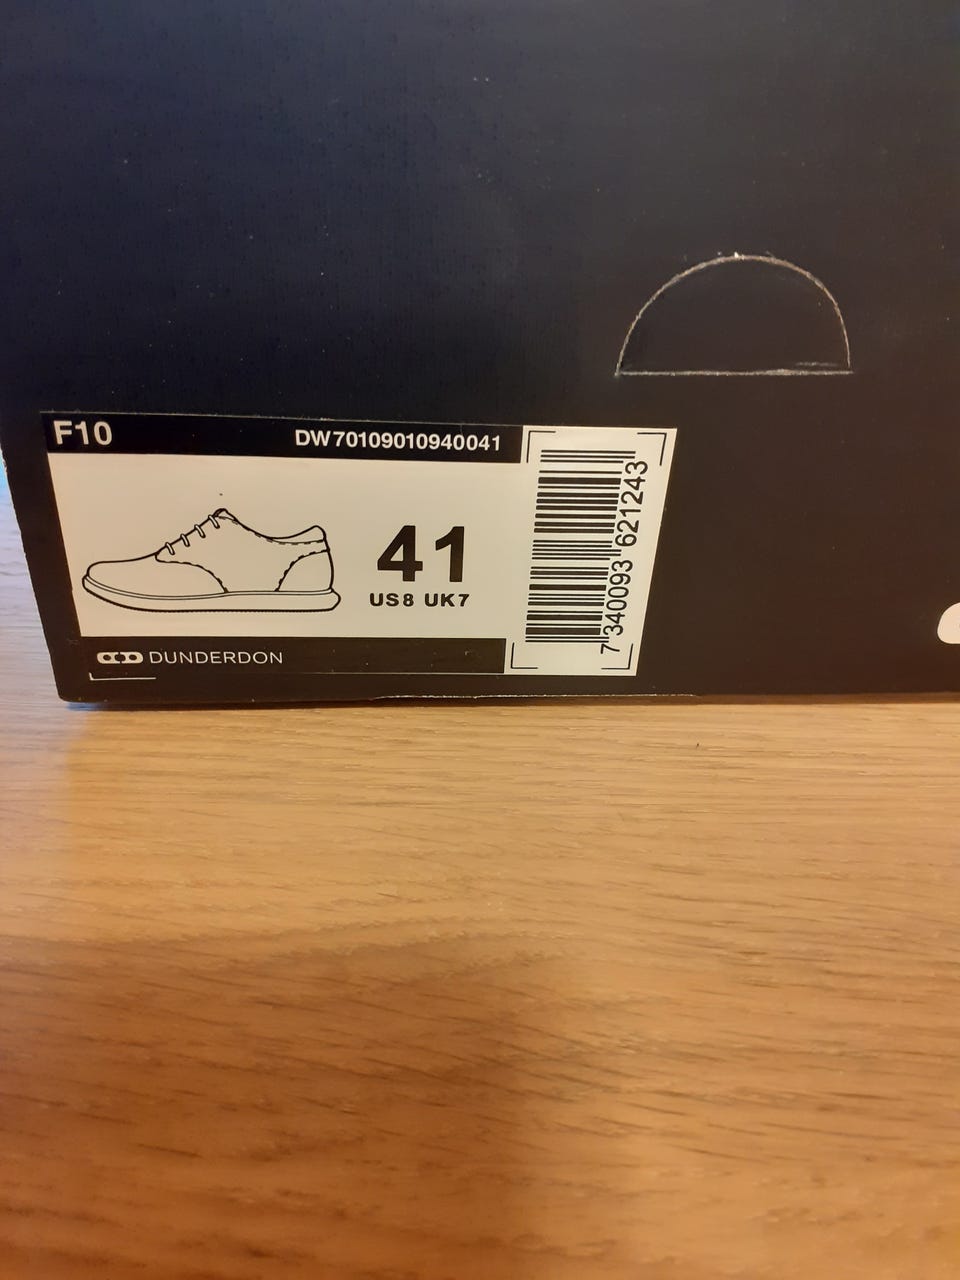 F10
DW70109010940041
41
US8 UK7
7 340093 621243
DUNDERDON